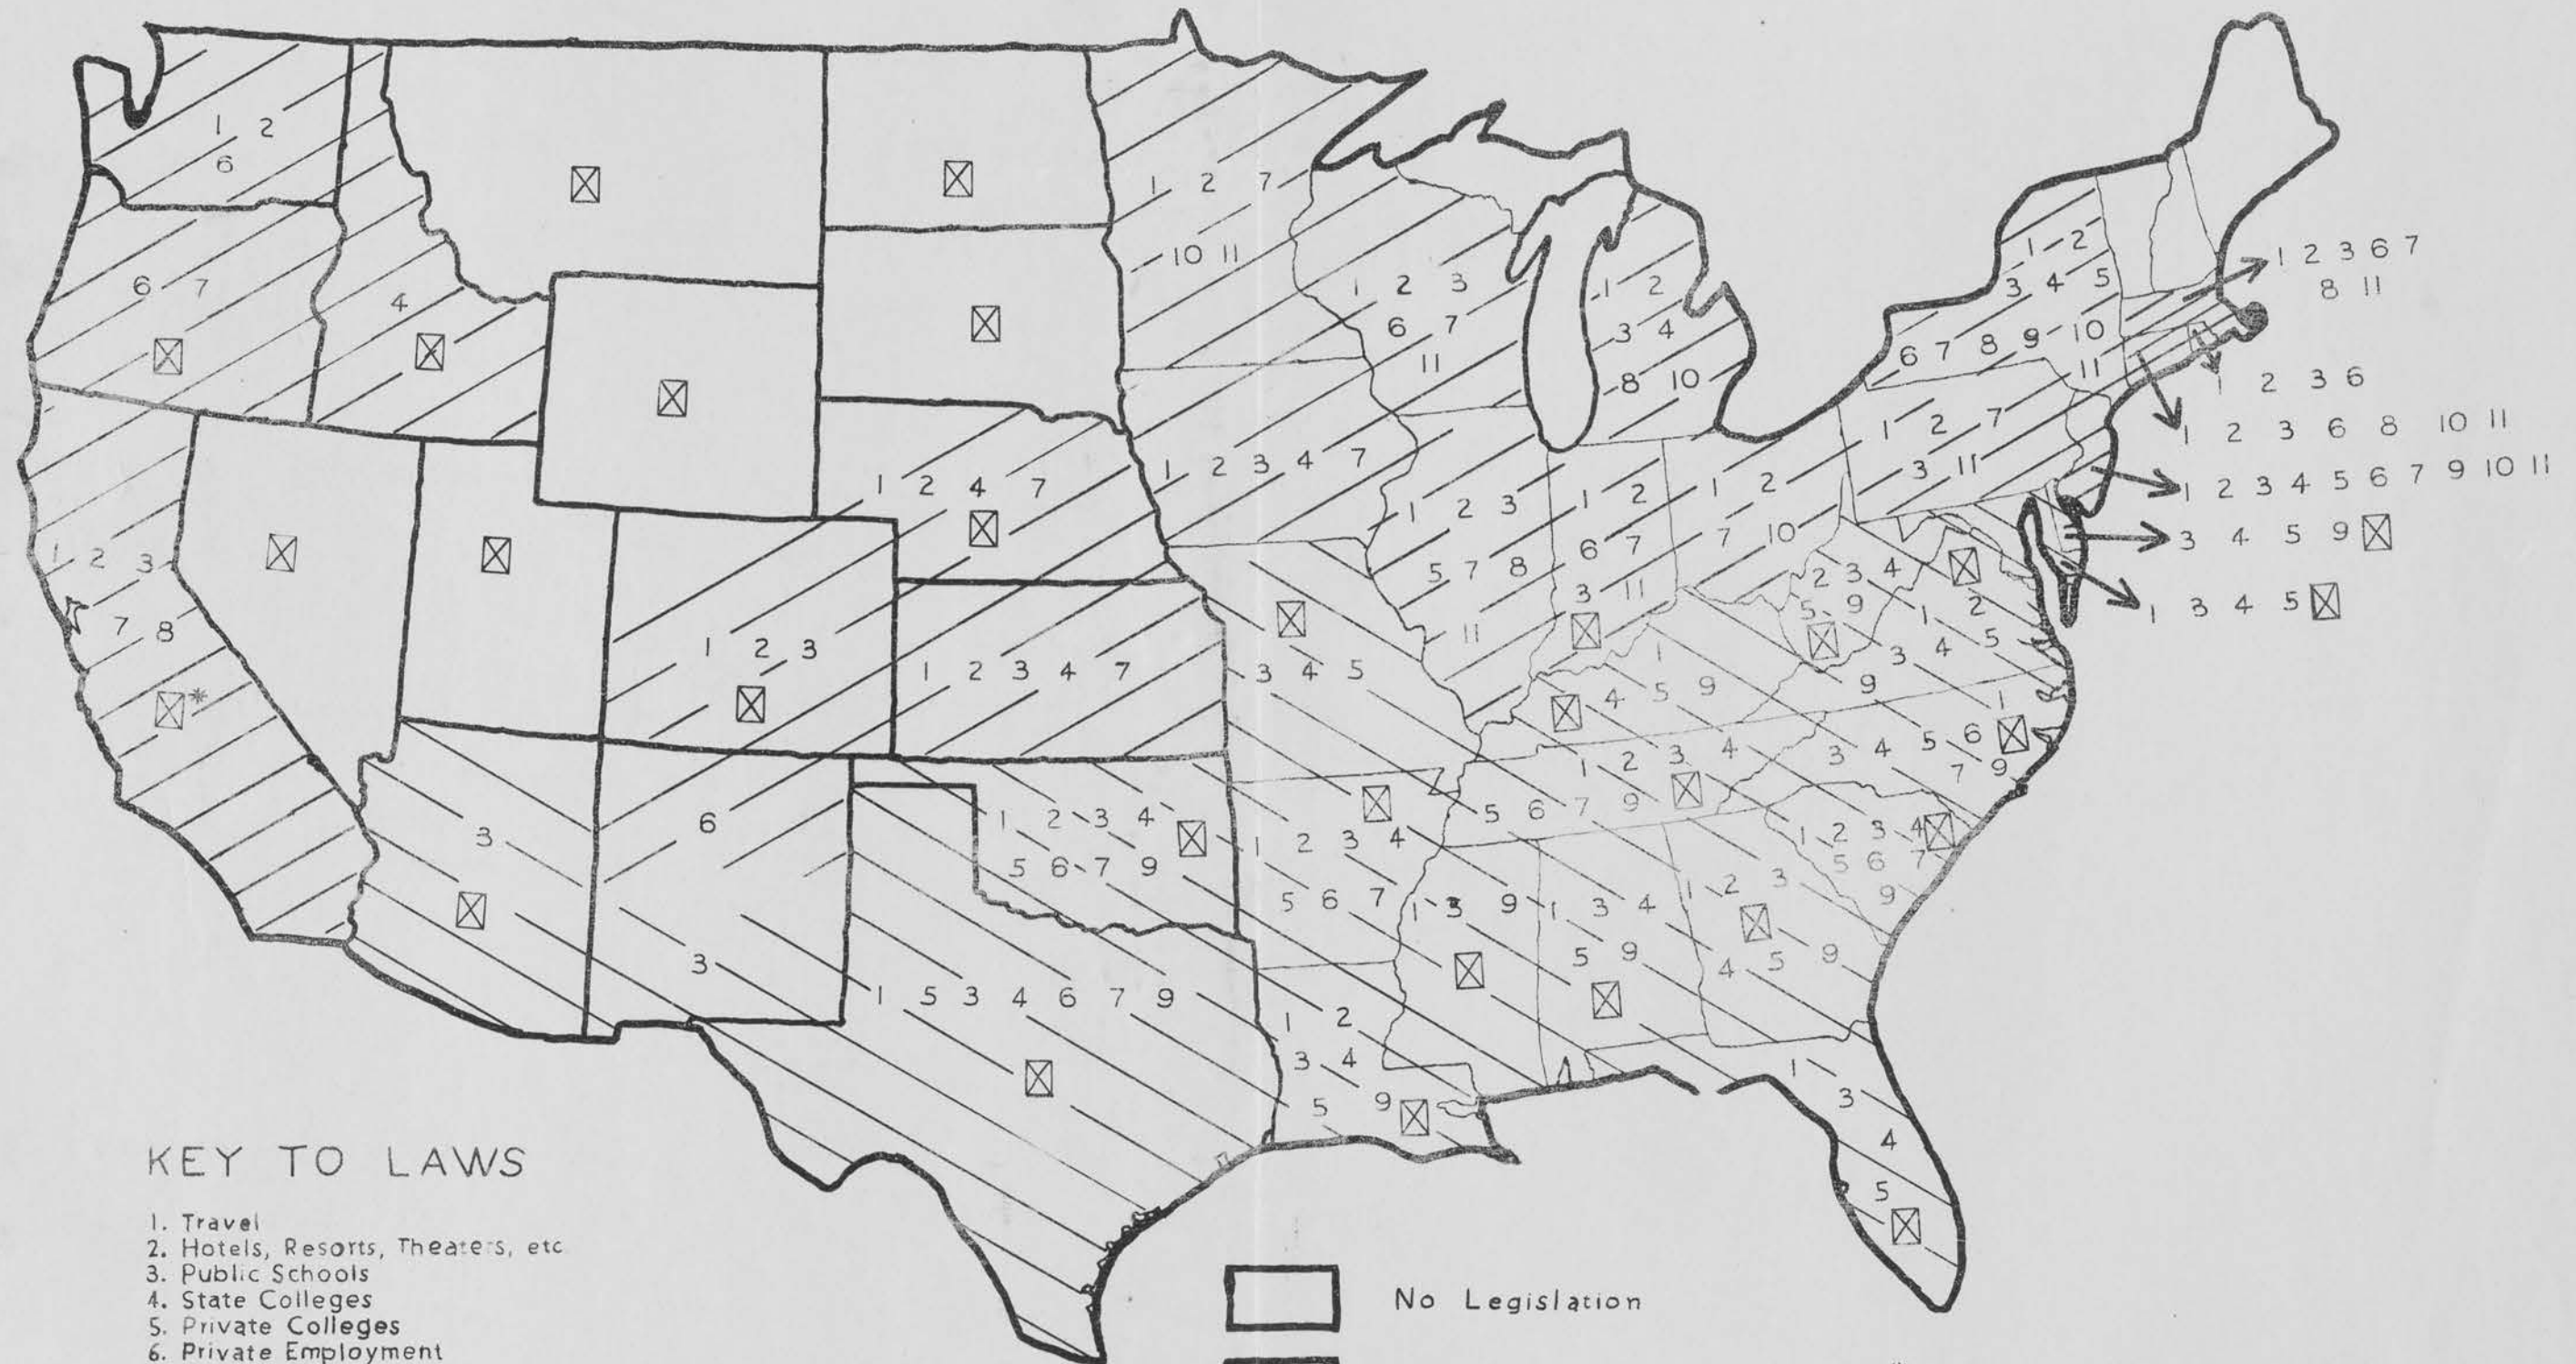 1 2
6
6 7
4
1 2 3
7 8
*
1 2 7
10 11
1 2 3
6 7
11
1 2
3 4
8 10
1 2
3 4 5
6 7 8 9 10
11
1 2 3 6 7
8 11
1 2 3 6
1 2 3 6 8 10 11
1 2 3 4 5 6 7 9 10 11
3 4 5 9
1 3 4 5
1 2 7
3 11
1 2 4 7
1 2 3 4 7
1 2 3
5 7 8
11
1 2
6 7
3 11
1 2
7 10
2 3 4
5 9
1 2
3 4 5
9
1 2 3
1 2 3 4 7
3 4 5
1
4 5 9
1
3 4 5 6
7 9
1 2 3 4
5 6 7 9
3
6
3
1 2 3 4
5 6 7 9
1 2 3 4
5 6 7
1 2 3 4
5 6 7
9
1 3 9
1 3 4
5 9
1 2 3
4 5 9
1 5 3 4 6 7 9
1 2
3 4
5 9
1
3
4
5
KEY TO LAWS
1. Travel
2. Hotels, Resorts, Theaters, etc
3. Public Schools
4. State Colleges
5. Private Colleges
6. Private Employment
No Legislation